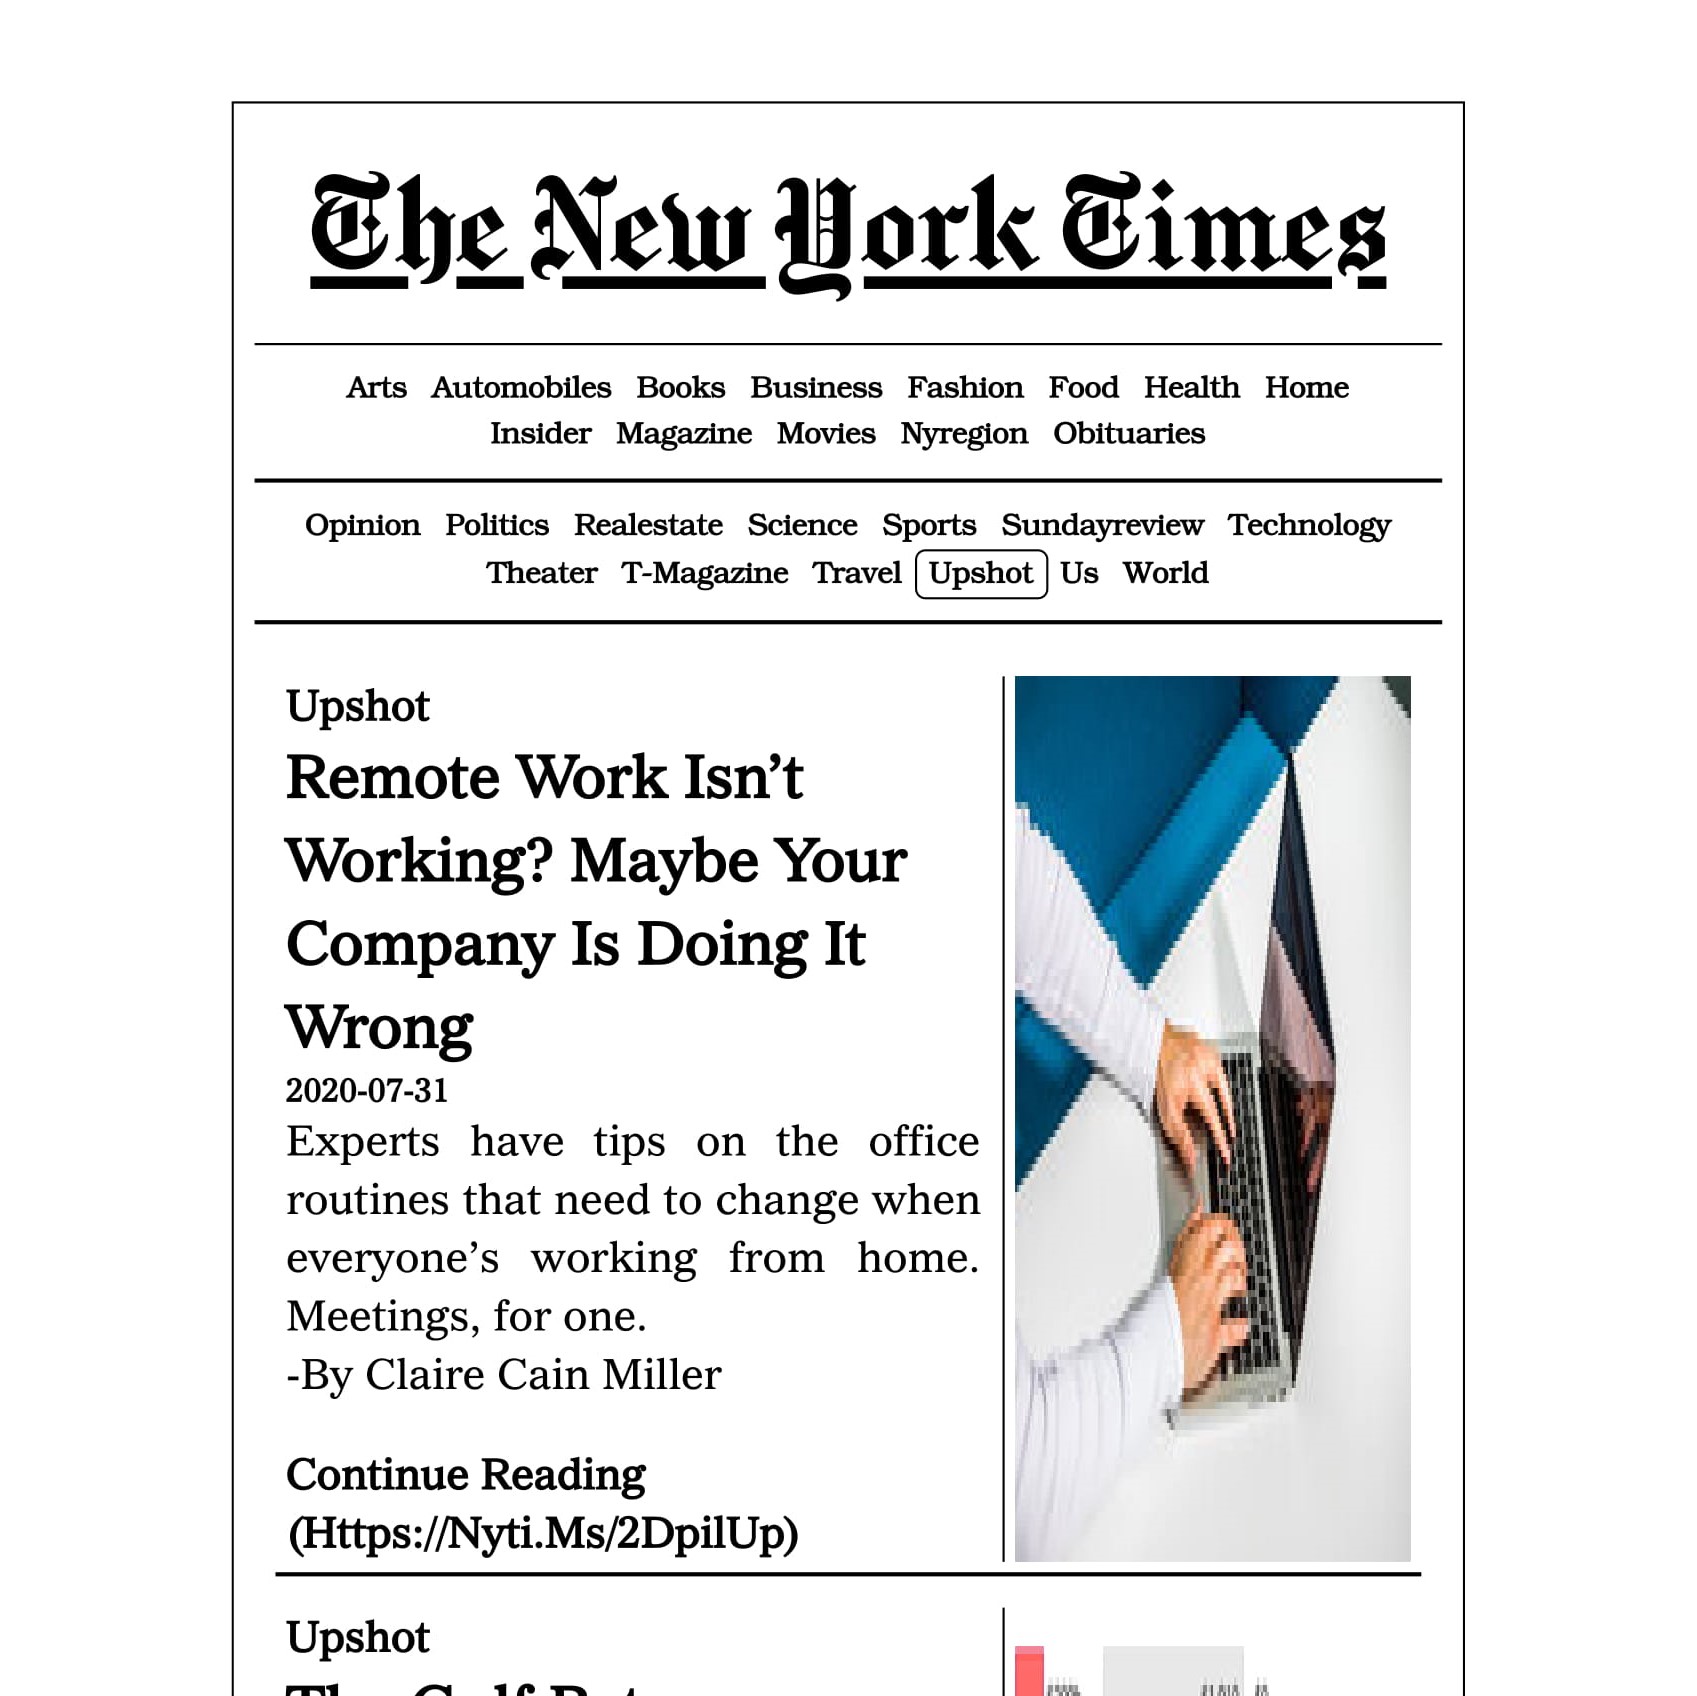 The New York Times
Arts Automobiles Books Business Fashion Food Health Home
Insider Magazine Movies Nyregion Obituaries
Opinion Politics Realestate Science Sports Sundayreview Technology
Theater T-Magazine Travel Upshot Us World
Upshot
Remote Work Isn’t
Working? Maybe Your
Company Is Doing It
Wrong
2020-07-31
Experts have tips on the office
routines that need to change when
everyone’s working from home.
Meetings, for one.
-By Claire Cain Miller
Continue Reading
(Https://Nyti.Ms/2DpilUp)
Upshot